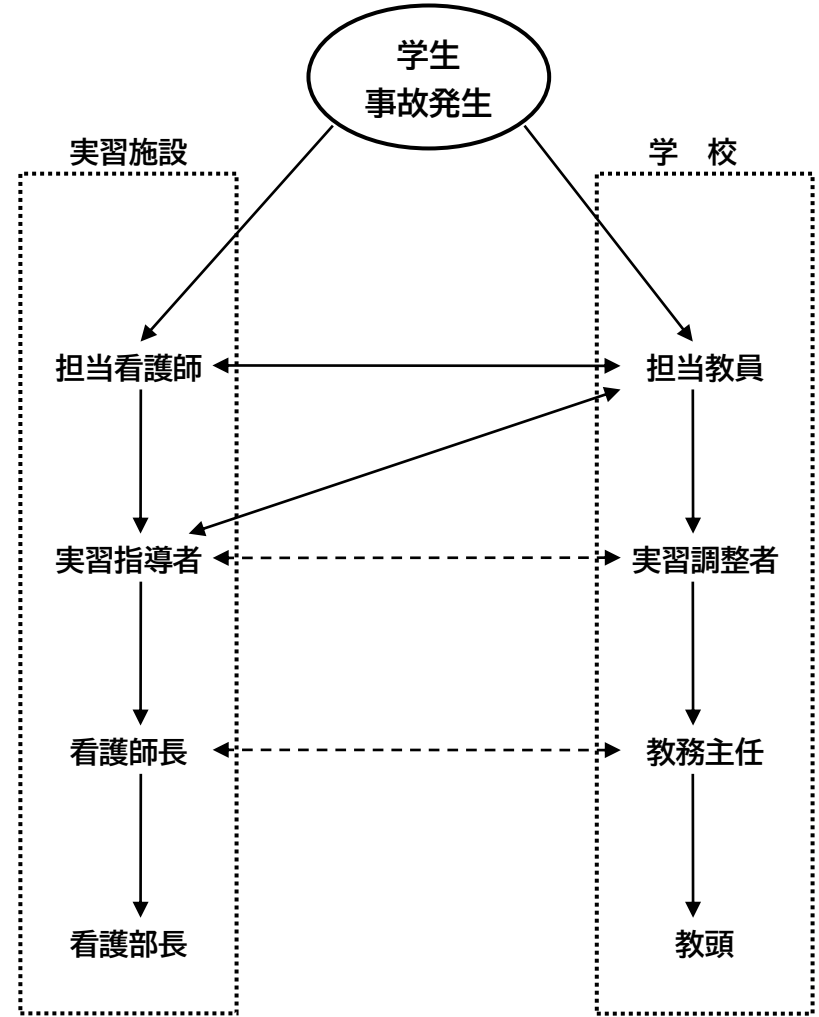 学生
事故発生
実習施設
学　校
担当看護師
担当教員
実習指導者
実習調整者
看護師長
教務主任
看護部長
教頭